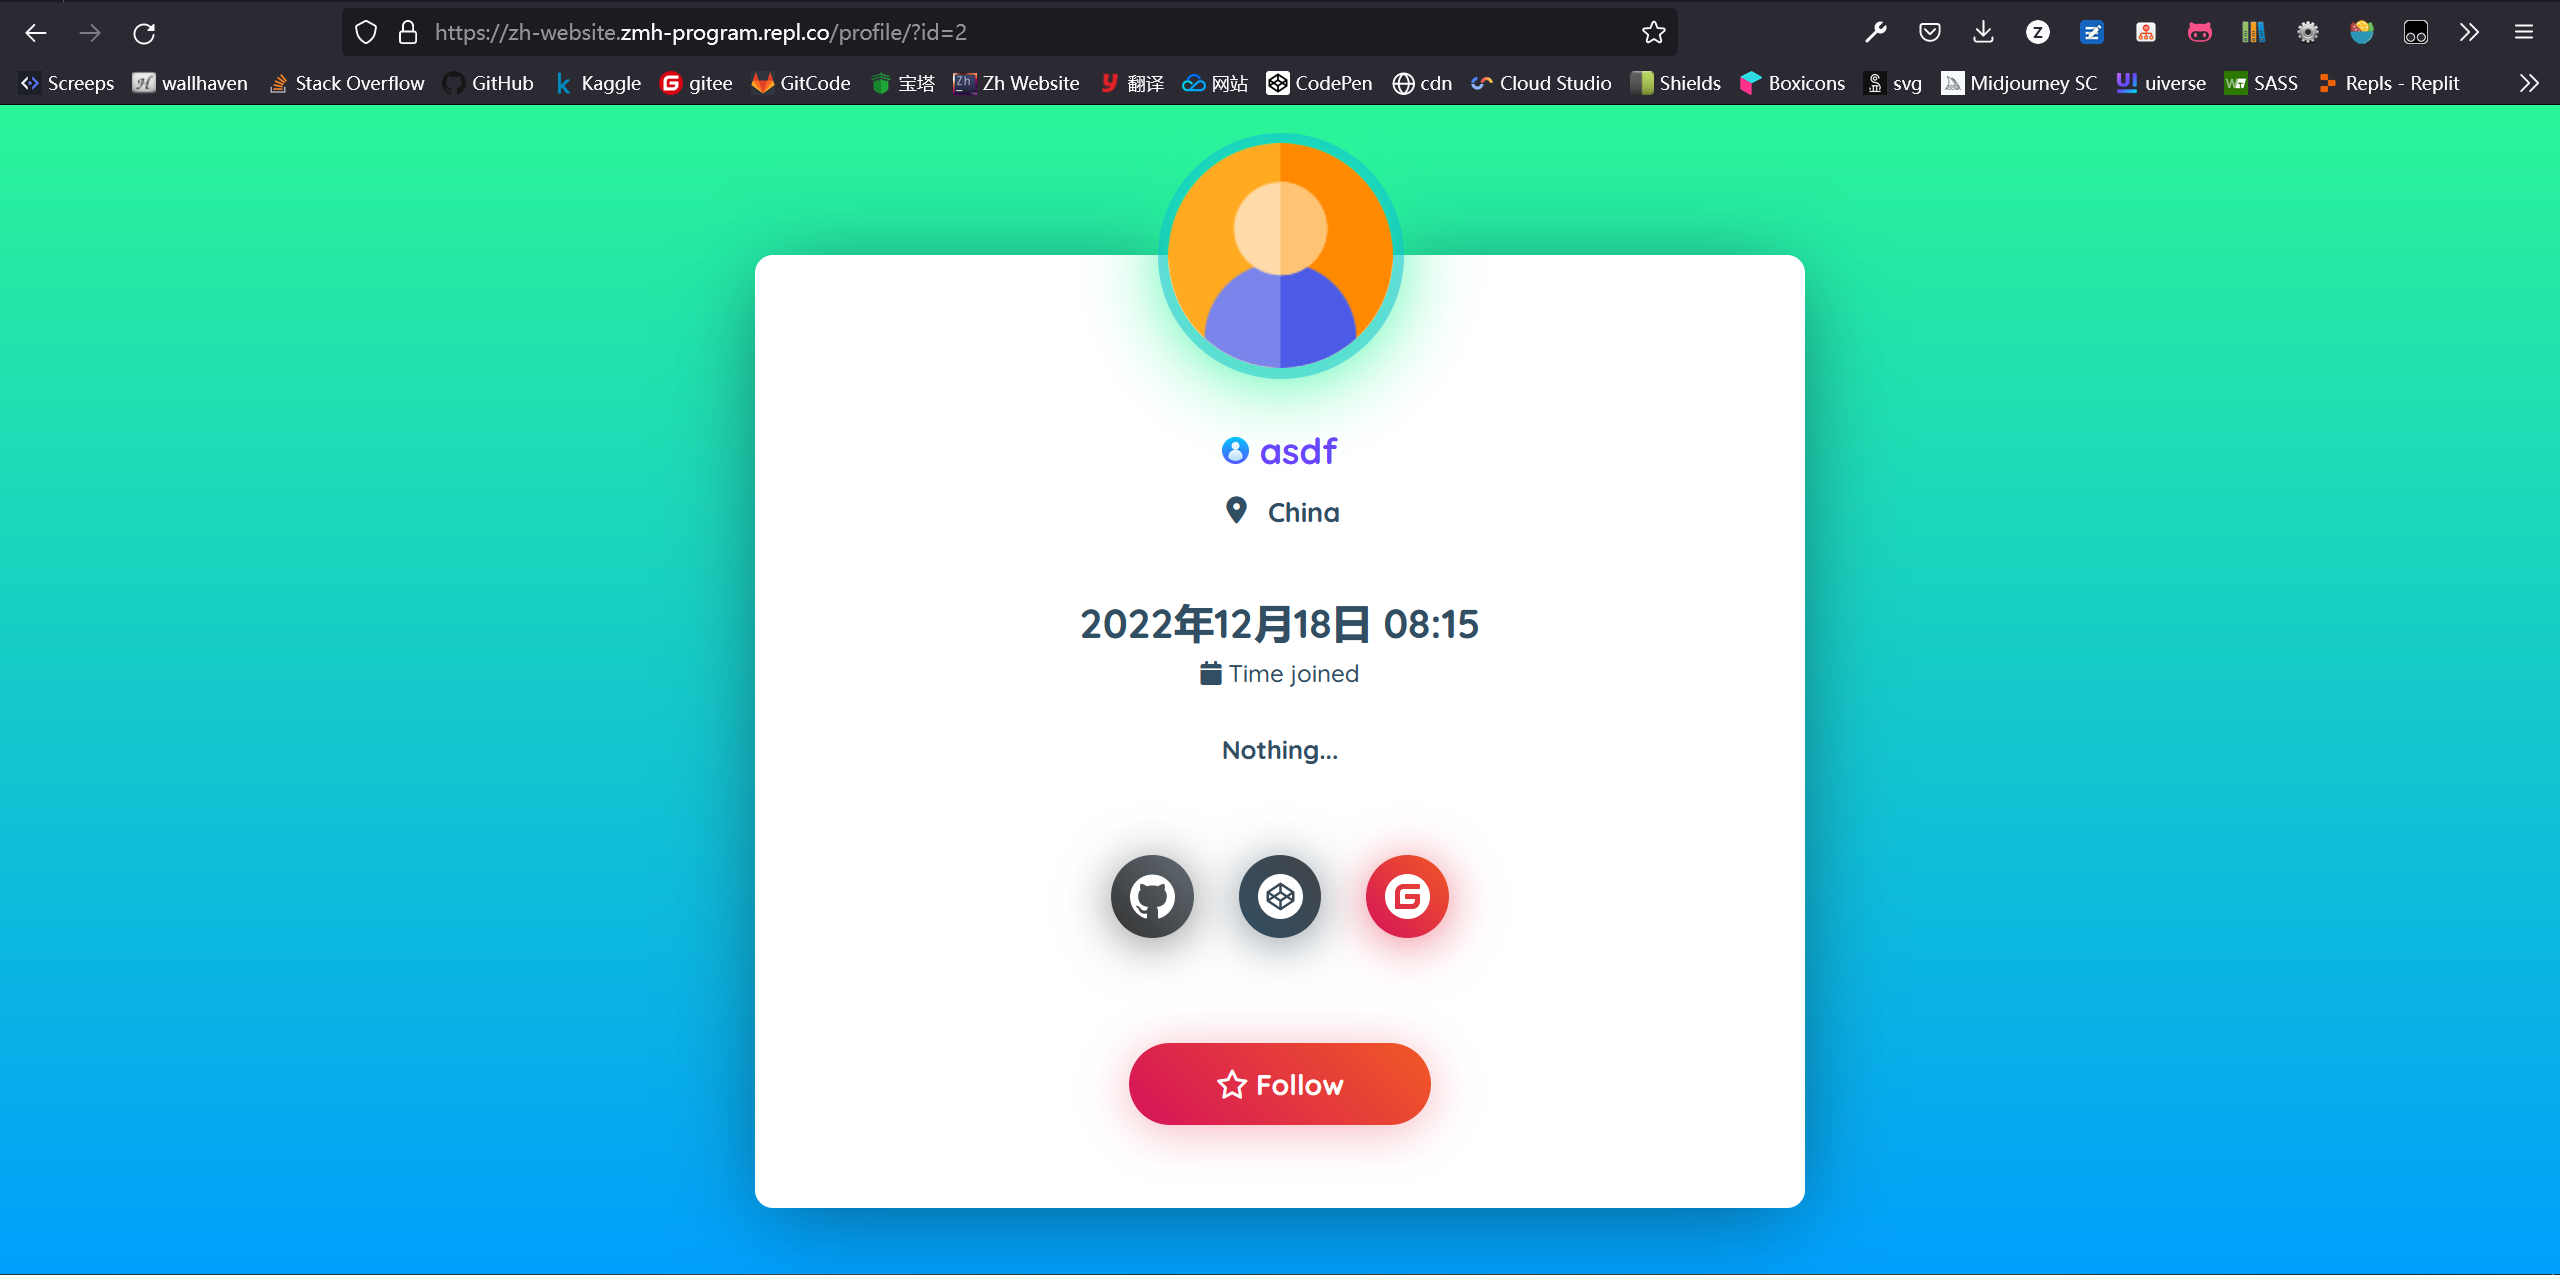 https://zh-website.zmh-program.repl.co/profile/?id=2
Screeps wallhaven Stack Overflow GitHub Kaggle gitee GitCode 宝塔 Zh Website 翻译 网站 CodePen cdn Cloud Studio Shields Boxicons svg Midjourney SC uiverse SASS Repls - Replit
asdf
China
2022年12月18日 08:15
Time joined
Nothing...
Follow